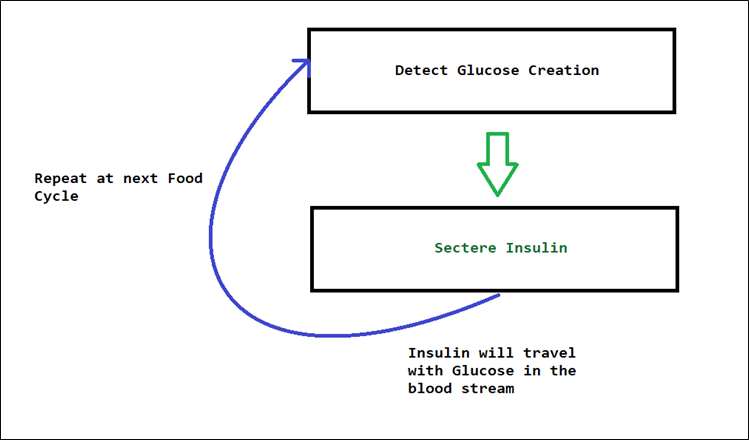 Detect Glucose Creation
Repeat at next Food
Cycle
Sectere Insulin
Insulin will travel
with Glucose in the
blood stream